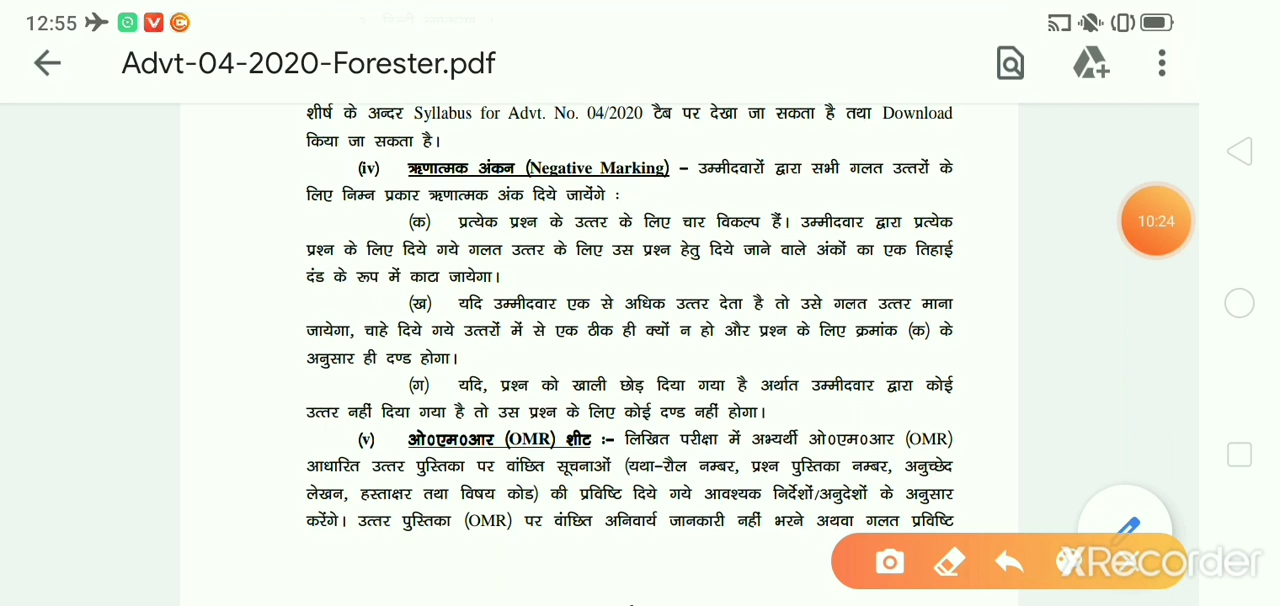 12:55
Advt-04-2020-Forester.pdf
शीर्ष के अन्दर Syllabus for Advt. No. 04/2020 टैब पर देखा जा सकता है तथा Download
किया जा सकता है।
(iv) ऋणात्मक अंकन (Negative Marking) – उम्मीदवारों द्वारा सभी गलत उत्तरों के
लिए निम्न प्रकार ऋणात्मक अंक दिये जायेंगे :
(क) प्रत्येक प्रश्न के उत्तर के लिए चार विकल्प हैं। उम्मीदवार द्वारा प्रत्येक
प्रश्न के लिए दिये गये गलत उत्तर के लिए उस प्रश्न हेतु दिये जाने वाले अंकों का एक तिहाई
दंड के रूप में काटा जायेगा।
(ख) यदि उम्मीदवार एक से अधिक उत्तर देता है तो उसे गलत उत्तर माना
जायेगा, चाहे दिये गये उत्तरों में से एक ठीक ही क्यों न हो और प्रश्न के लिए क्रमांक (क) के
अनुसार ही दण्ड होगा।
(ग) यदि, प्रश्न को खाली छोड़ दिया गया है अर्थात उम्मीदवार द्वारा कोई
उत्तर नहीं दिया गया है तो उस प्रश्न के लिए कोई दण्ड नहीं होगा।
(v) ओ०एम०आर (OMR) शीट :– लिखित परीक्षा में अभ्यर्थी ओ०एम०आर (OMR)
आधारित उत्तर पुस्तिका पर वांछित सूचनाओं (यथा–रौल नम्बर, प्रश्न पुस्तिका नम्बर, अनुच्छेद
लेखन, हस्ताक्षर तथा विषय कोड) की प्रविष्टि दिये गये आवश्यक निर्देशों/अनुदेशों के अनुसार
करेंगे। उत्तर पुस्तिका (OMR) पर वांछित अनिवार्य जानकारी नहीं भरने अथवा गलत प्रविष्टि
10:24
XRecorder